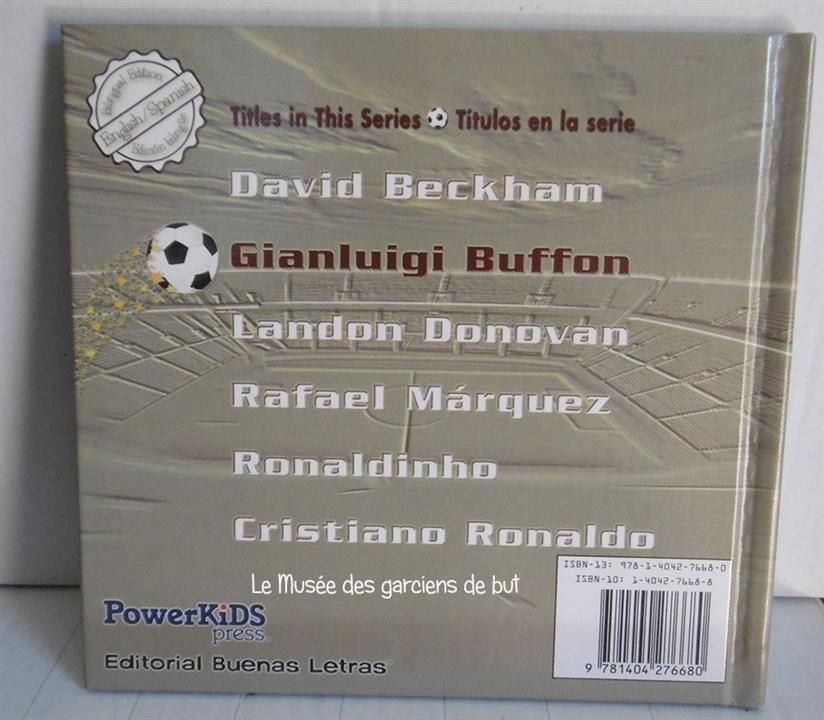 Bilingual Edition
English/Spanish
Edición bilingüe
Titles in This Series Títulos en la serie
David Beckham
Gianluigi Buffon
Landon Donovan
Rafael Márquez
Ronaldinho
Cristiano Ronaldo
ISBN-13: 978-1-4042-7668-0
ISBN-10: 1-4042-7668-8
9 781404 276680
Le Musée des garciens de but
PowerKiDS
press
Editorial Buenas Letras